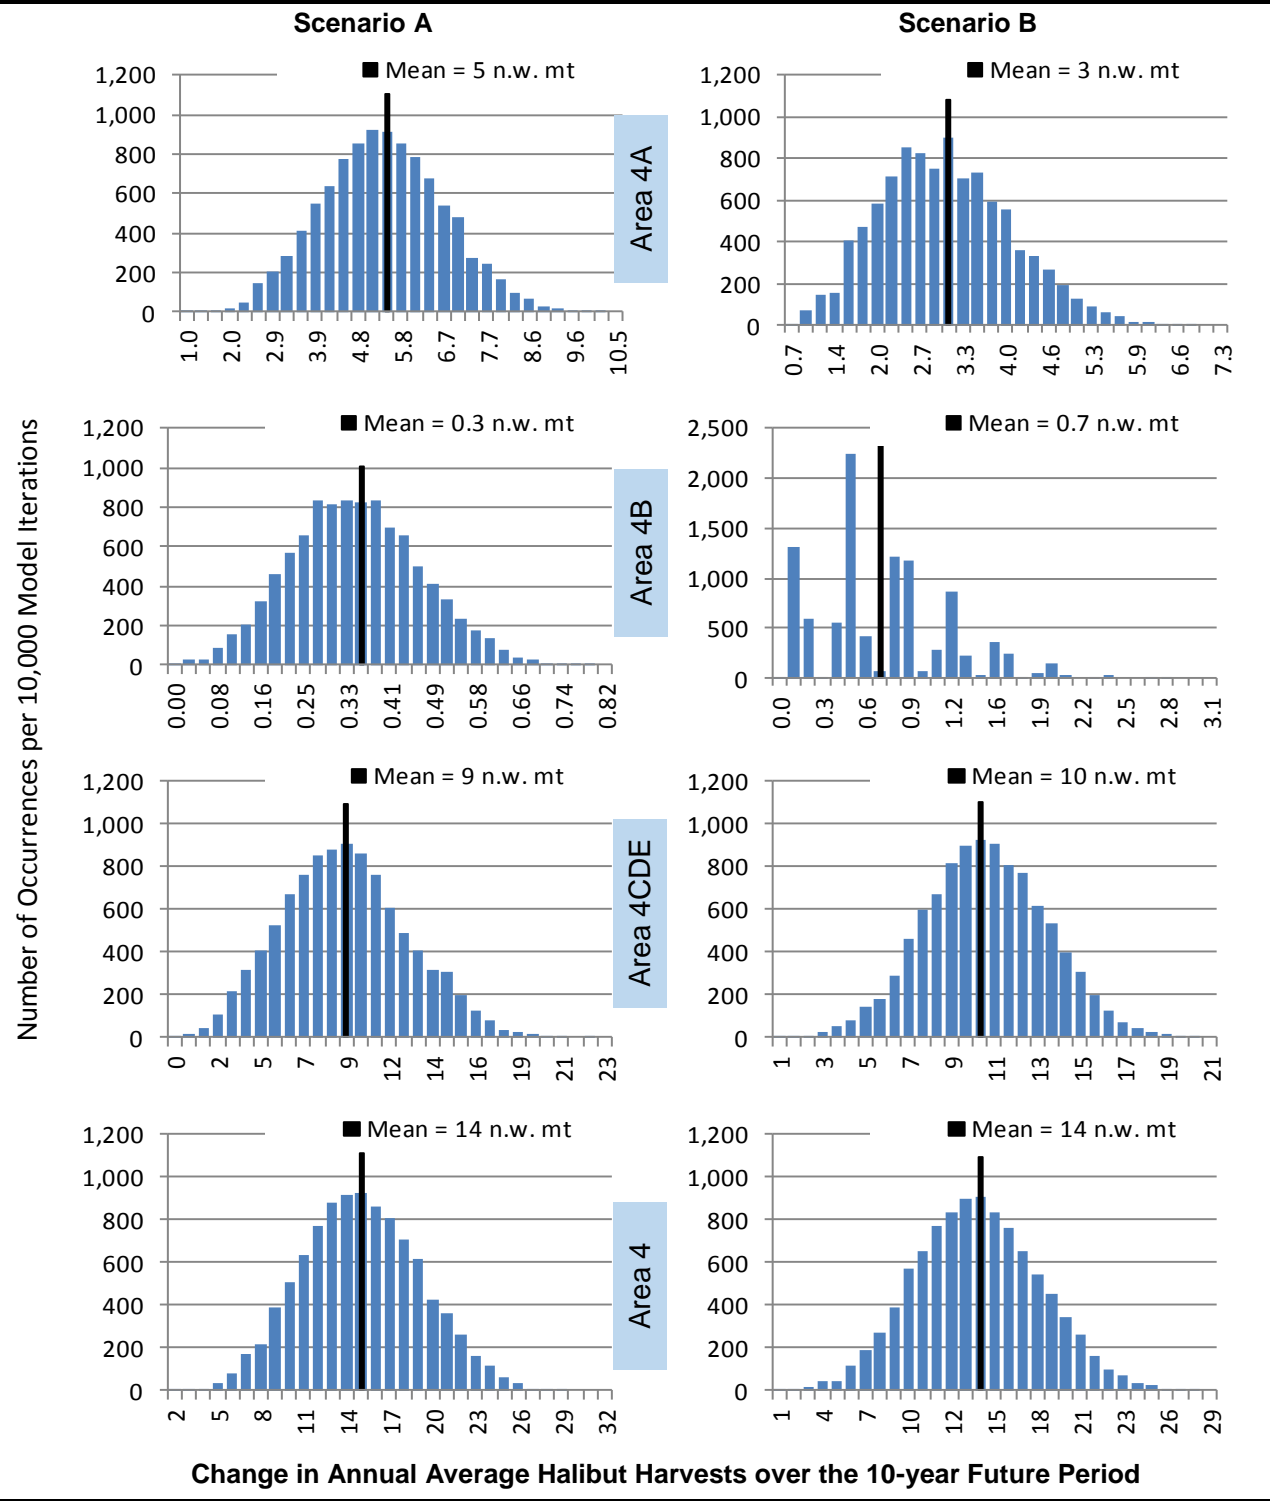 Scenario A
Scenario B
Number of Occurrences per 10,000 Model Iterations
Mean = 5 n.w. mt
1,200
1,000
800
600
400
200
0
1.0 2.0 2.9 3.9 4.8 5.8 6.7 7.7 8.6 9.6 10.5
Area 4A
Mean = 3 n.w. mt
1,200
1,000
800
600
400
200
0
0.7 1.4 2.0 2.7 3.3 4.0 4.6 5.3 5.9 6.6 7.3
Mean = 0.3 n.w. mt
1,200
1,000
800
600
400
200
0
0.00 0.08 0.16 0.25 0.33 0.41 0.49 0.58 0.66 0.74 0.82
Area 4B
Mean = 0.7 n.w. mt
2,500
2,000
1,500
1,000
500
0
0.0 0.3 0.6 0.9 1.2 1.6 1.9 2.2 2.5 2.8 3.1
Mean = 9 n.w. mt
1,200
1,000
800
600
400
200
0
0 2 5 7 9 12 14 16 19 21 23
Area 4CDE
Mean = 10 n.w. mt
1,200
1,000
800
600
400
200
0
1 3 5 7 9 11 13 15 17 19 21
Mean = 14 n.w. mt
1,200
1,000
800
600
400
200
0
2 5 8 11 14 17 20 23 26 29 32
Area 4
Mean = 14 n.w. mt
1,200
1,000
800
600
400
200
0
1 4 7 10 12 15 18 21 23 26 29
Change in Annual Average Halibut Harvests over the 10-year Future Period